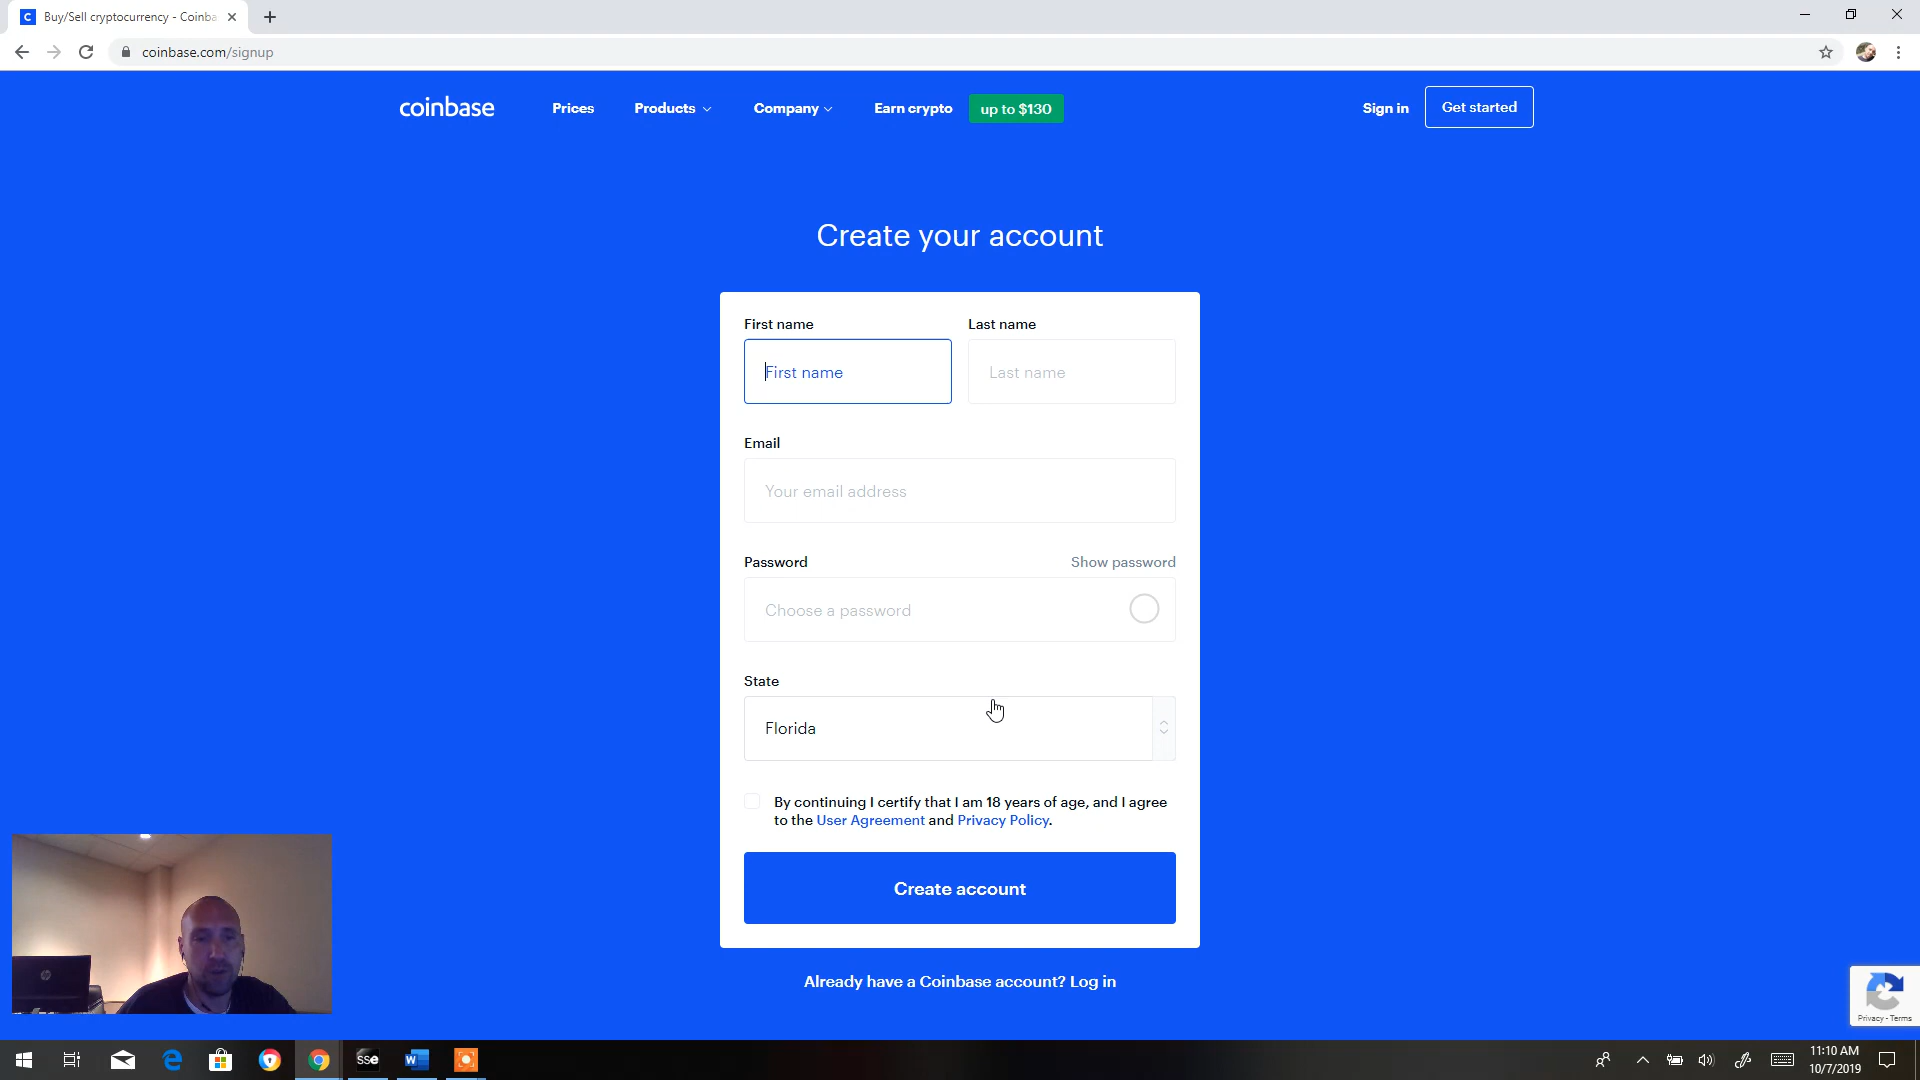 Buy/Sell cryptocurrency - Coinba
coinbase.com/signup
coinbase
Prices
Products
Company
Earn crypto
up to $130
Sign in
Get started
Create your account
First name
Last name
First name
Last name
Email
Your email address
Password
Show password
Choose a password
State
Florida
By continuing I certify that I am 18 years of age, and I agree
to the User Agreement and Privacy Policy.
Create account
Already have a Coinbase account? Log in
Privacy - Terms
sse
W
11:10 AM
10/7/2019